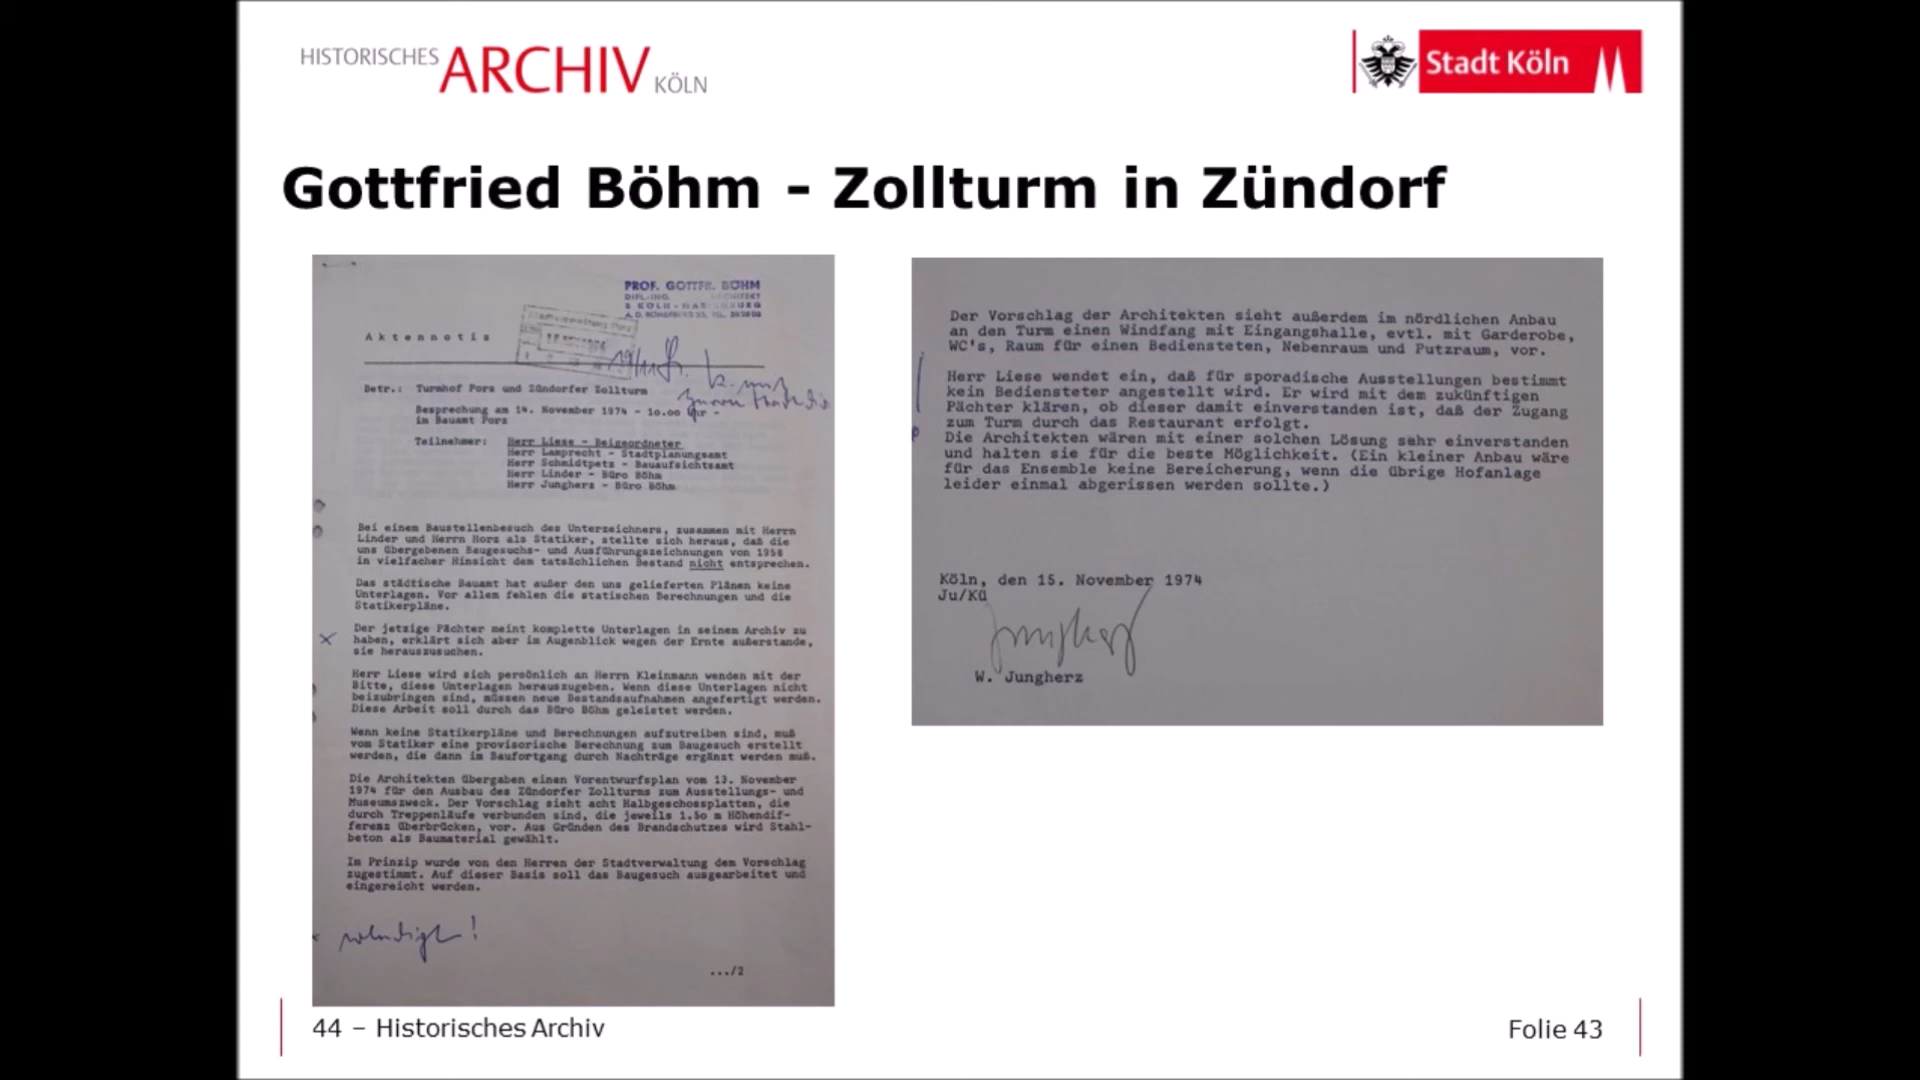 HISTORISCHES ARCHIV KÖLN
Stadt Köln
Gottfried Böhm - Zollturm in Zündorf
PROF. GOTTFR. BÖHM
DIPL.-ING. ARCHITEKT
Aktennotiz
Betr.: Turmhof Porz und Zündorfer Zollturm
Besprechung am 14. November 1974 - 10.00 Uhr -
im Bauamt Porz
Teilnehmer: Herr Liese - Beigeordneter
Herr Lamprecht - Stadtplanungsamt
Herr Schmidtpetz - Bauaufsichtsamt
Herr Linder - Büro Böhm
Herr Jungherz - Büro Böhm
Bei einem Baustellenbesuch des Unterzeichners, zusammen mit Herrn
Linder und Herrn Horz als Statiker, stellte sich heraus, daß die
uns übergebenen Baugesuchs- und Ausführungszeichnungen von 1956
in vielfacher Hinsicht dem tatsächlichen Bestand nicht entsprechen.
Das städtische Bauamt hat außer den uns gelieferten Plänen keine
Unterlagen. Vor allem fehlen die statischen Berechnungen und die
Statikerpläne.
Der jetzige Pächter meint komplette Unterlagen in seinem Archiv zu
haben, erklärt sich aber im Augenblick wegen der Ernte außerstande,
sie herauszusuchen.
Herr Liese wird sich persönlich an Herrn Kleinmann wenden mit der
Bitte, diese Unterlagen herauszugeben. Wenn diese Unterlagen nicht
beizubringen sind, müssen neue Bestandsaufnahmen angefertigt werden.
Diese Arbeit soll durch das Büro Böhm geleistet werden.
Wenn keine Statikerpläne und Berechnungen aufzutreiben sind, muß
vom Statiker eine provisorische Berechnung zum Baugesuch erstellt
werden, die dann im Baufortgang durch Nachträge ergänzt werden muß.
Die Architekten übergaben einen Vorentwurfsplan vom 13. November
1974 für den Ausbau des Zündorfer Zollturms zum Ausstellungs- und
Museumszweck. Der Vorschlag sieht acht Halbgeschossplatten, die
durch Treppenläufe verbunden sind, die jeweils 1.50 m Höhendif-
ferenz überbrücken, vor. Aus Gründen des Brandschutzes wird Stahl-
beton als Baumaterial gewählt.
Im Prinzip wurde von den Herren der Stadtverwaltung dem Vorschlag
zugestimmt. Auf dieser Basis soll das Baugesuch ausgearbeitet und
eingereicht werden.
.../2
Der Vorschlag der Architekten sieht außerdem im nördlichen Anbau
an den Turm einen Windfang mit Eingangshalle, evtl. mit Garderobe,
WC's, Raum für einen Bediensteten, Nebenraum und Putzraum, vor.
Herr Liese wendet ein, daß für sporadische Ausstellungen bestimmt
kein Bediensteter angestellt wird. Er wird mit dem zukünftigen
Pächter klären, ob dieser damit einverstanden ist, daß der Zugang
zum Turm durch das Restaurant erfolgt.
Die Architekten wären mit einer solchen Lösung sehr einverstanden
und halten sie für die beste Möglichkeit. (Ein kleiner Anbau wäre
für das Ensemble keine Bereicherung, wenn die übrige Hofanlage
leider einmal abgerissen werden sollte.)
Köln, den 15. November 1974
Ju/Kü
W. Jungherz
44 – Historisches Archiv
Folie 43